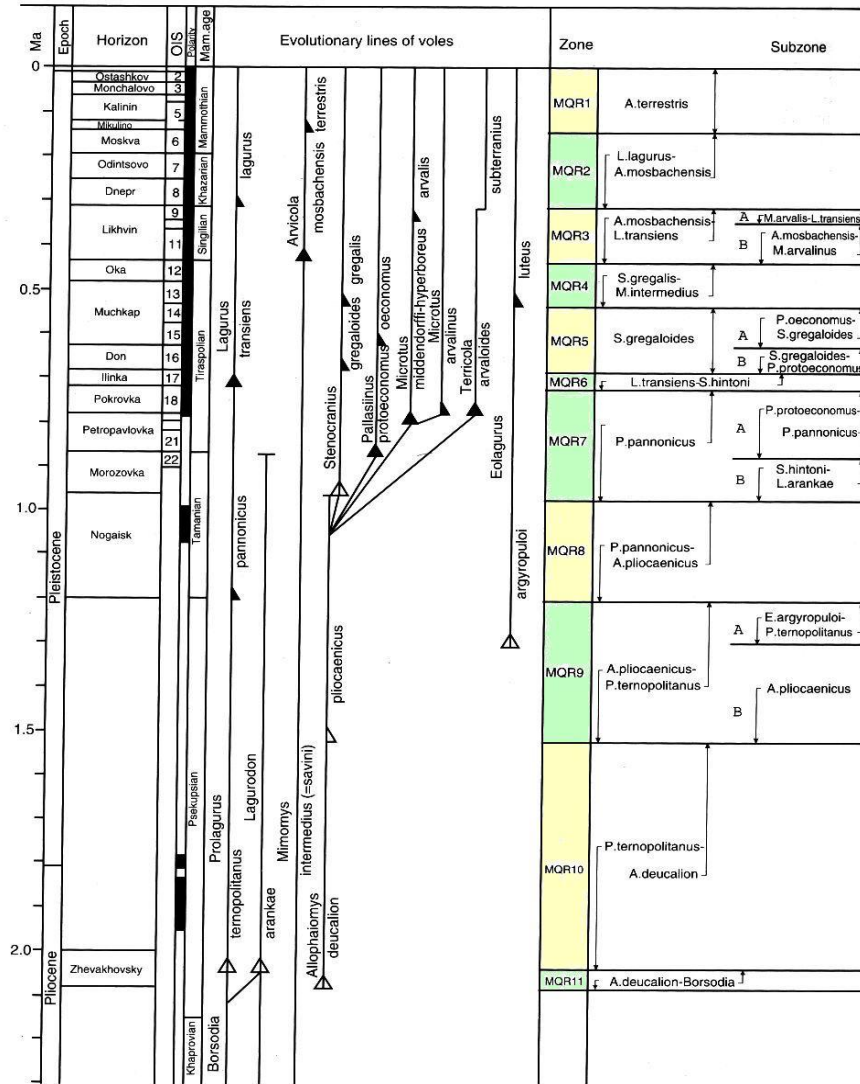 Ma
Epoch
Horizon
OIS
Polarity
Mam.age
Evolutionary lines of voles
Zone
Subzone
0
0.5
1.0
1.5
2.0
Pleistocene
Pliocene
Ostashkov
Monchalovo
Kalinin
Mikulino
Moskva
Odintsovo
Dnepr
Likhvin
Oka
Muchkap
Don
Ilinka
Pokrovka
Petropavlovka
Morozovka
Nogaisk
Zhevakhovsky
2
3
5
6
7
8
9
11
12
13
14
15
16
17
18
21
22
Mammothian
Khazarian
Singilian
Tiraspolian
Tamanian
Psekupsian
Khaprovian
Borsodia
Prolagurus
ternopolitanus
pannonicus
Lagurus
transiens
lagurus
Lagurodon
arankae
Mimomys
intermedius (=savini)
Arvicola
mosbachensis
terrestris
Allophaiomys
deucalion
pliocaenicus
Stenocranius
gregaloides
gregalis
Pallasiinus
protoeconomus
oeconomus
Microtus
middendorffi-hyperboreus
arvalis
Microtus
arvalinus
Terricola
arvaloides
subterranius
Eolagurus
argyropuloi
luteus
MQR1
A.terrestris
MQR2
L.lagurus-
A.mosbachensis
MQR3
A.mosbachensis-
L.transiens
A
M.arvalis-L.transiens
B
A.mosbachensis-
M.arvalinus
MQR4
S.gregalis-
M.intermedius
MQR5
S.gregaloides
A
P.oeconomus-
S.gregaloides
B
S.gregaloides-
P.protoeconomus
MQR6
L.transiens-S.hintoni
MQR7
P.pannonicus
A
P.protoeconomus-
P.pannonicus
B
S.hintoni-
L.arankae
MQR8
P.pannonicus-
A.pliocaenicus
MQR9
A.pliocaenicus-
P.ternopolitanus
A
E.argyropuloi-
P.ternopolitanus
B
A.pliocaenicus
MQR10
P.ternopolitanus-
A.deucalion
MQR11
A.deucalion-Borsodia